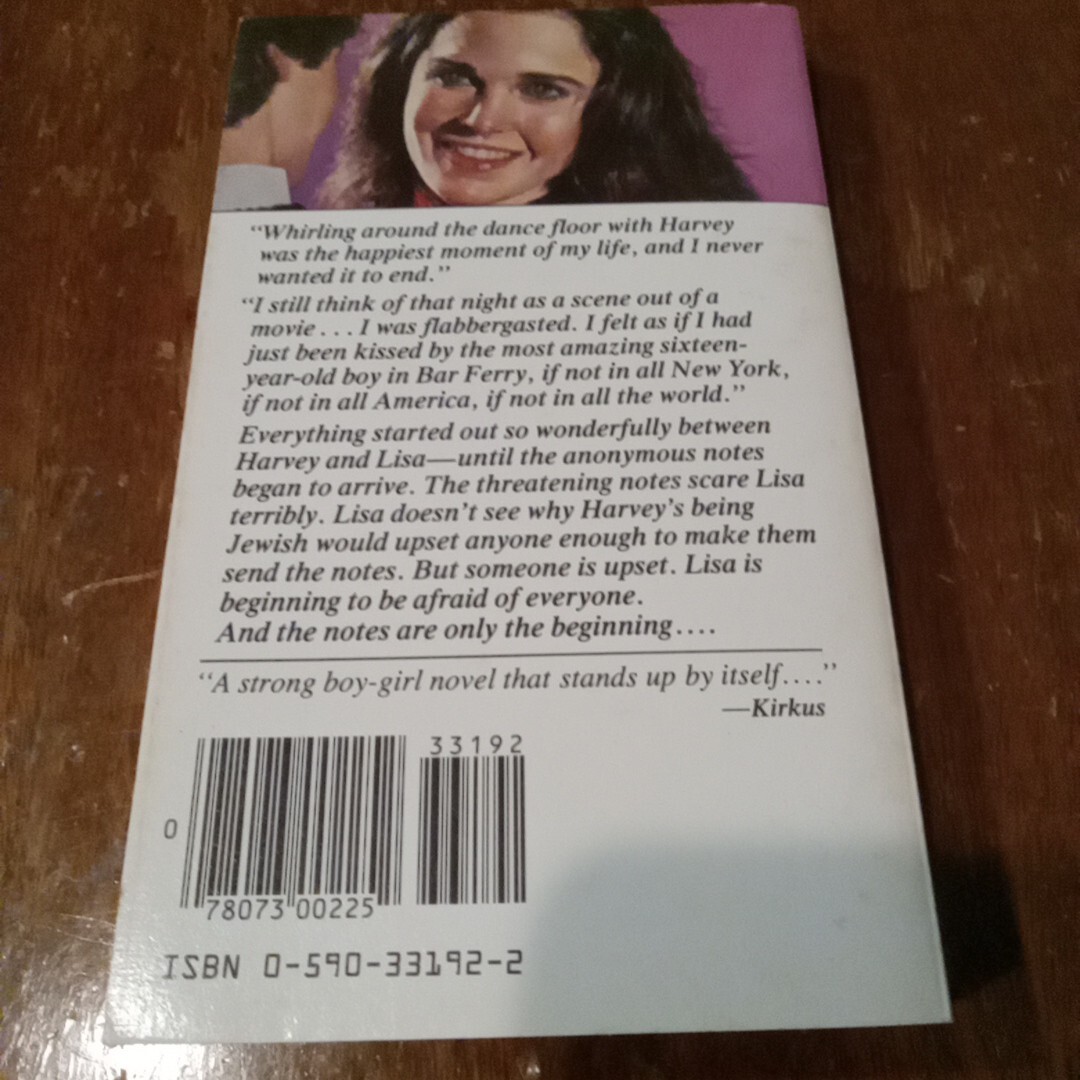 “Whirling around the dance floor with Harvey
was the happiest moment of my life, and I never
wanted it to end.”
“I still think of that night as a scene out of a
movie . . . I was flabbergasted. I felt as if I had
just been kissed by the most amazing sixteen-
year-old boy in Bar Ferry, if not in all New York,
if not in all America, if not in all the world.”
Everything started out so wonderfully between
Harvey and Lisa—until the anonymous notes
began to arrive. The threatening notes scare Lisa
terribly. Lisa doesn’t see why Harvey’s being
Jewish would upset anyone enough to make them
send the notes. But someone is upset. Lisa is
beginning to be afraid of everyone.
And the notes are only the beginning....
“A strong boy-girl novel that stands up by itself....”
—Kirkus
33192
0
78073 00225
ISBN 0-590-33192-2